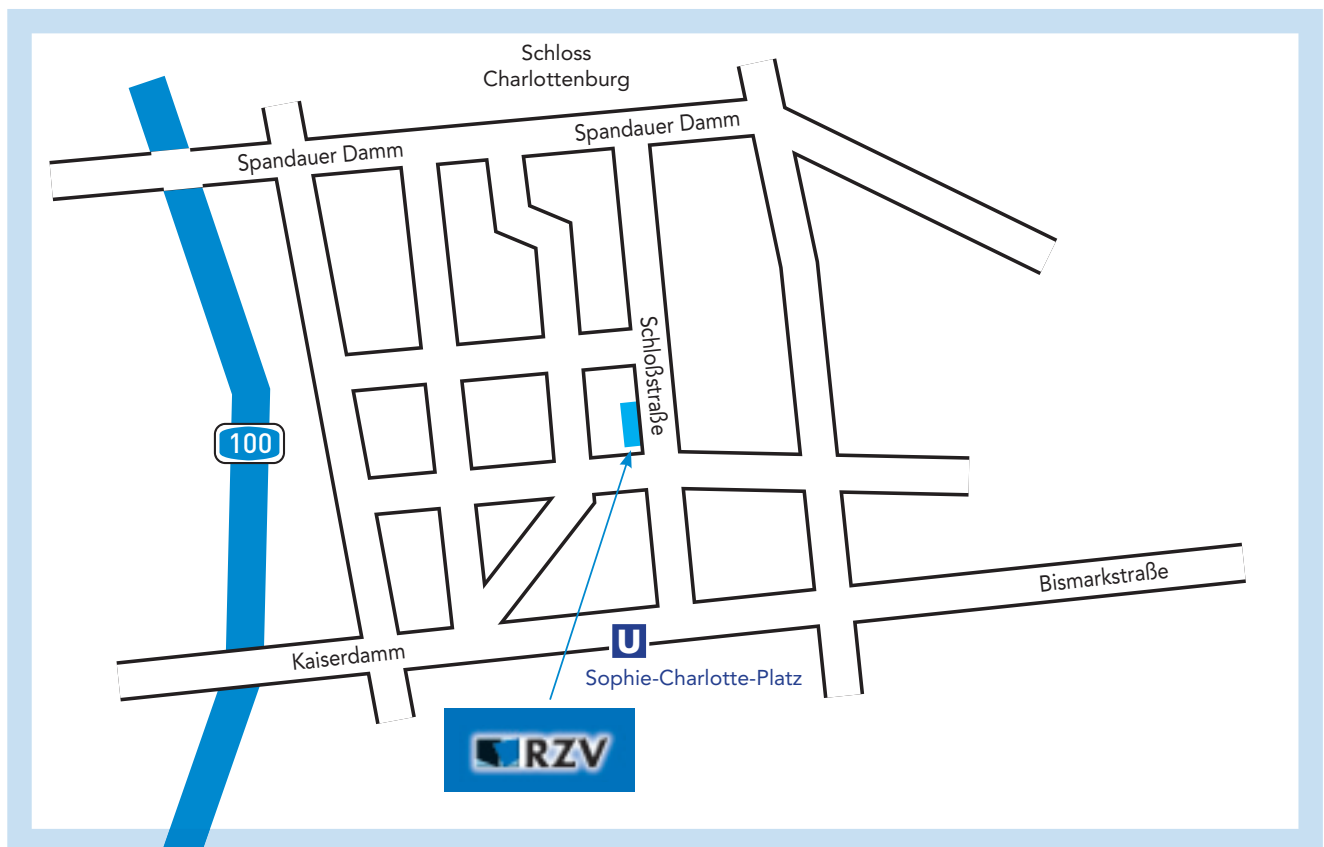 Schloss
Charlottenburg
Spandauer Damm
Spandauer Damm
Schloßstraße
100
Bismarkstraße
Kaiserdamm
U
Sophie-Charlotte-Platz
RZV